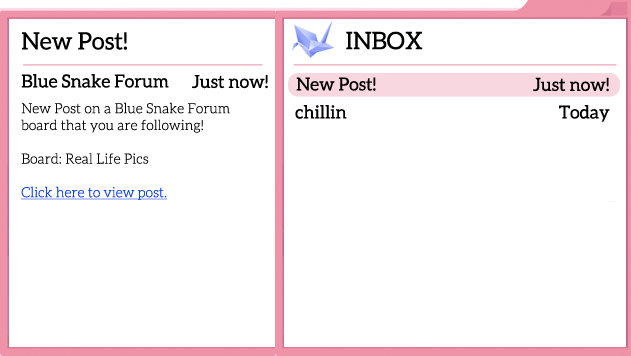 New Post!
Blue Snake Forum Just now!
New Post on a Blue Snake Forum
board that you are following!
Board: Real Life Pics
Click here to view post.
INBOX
New Post! Just now!
chillin Today